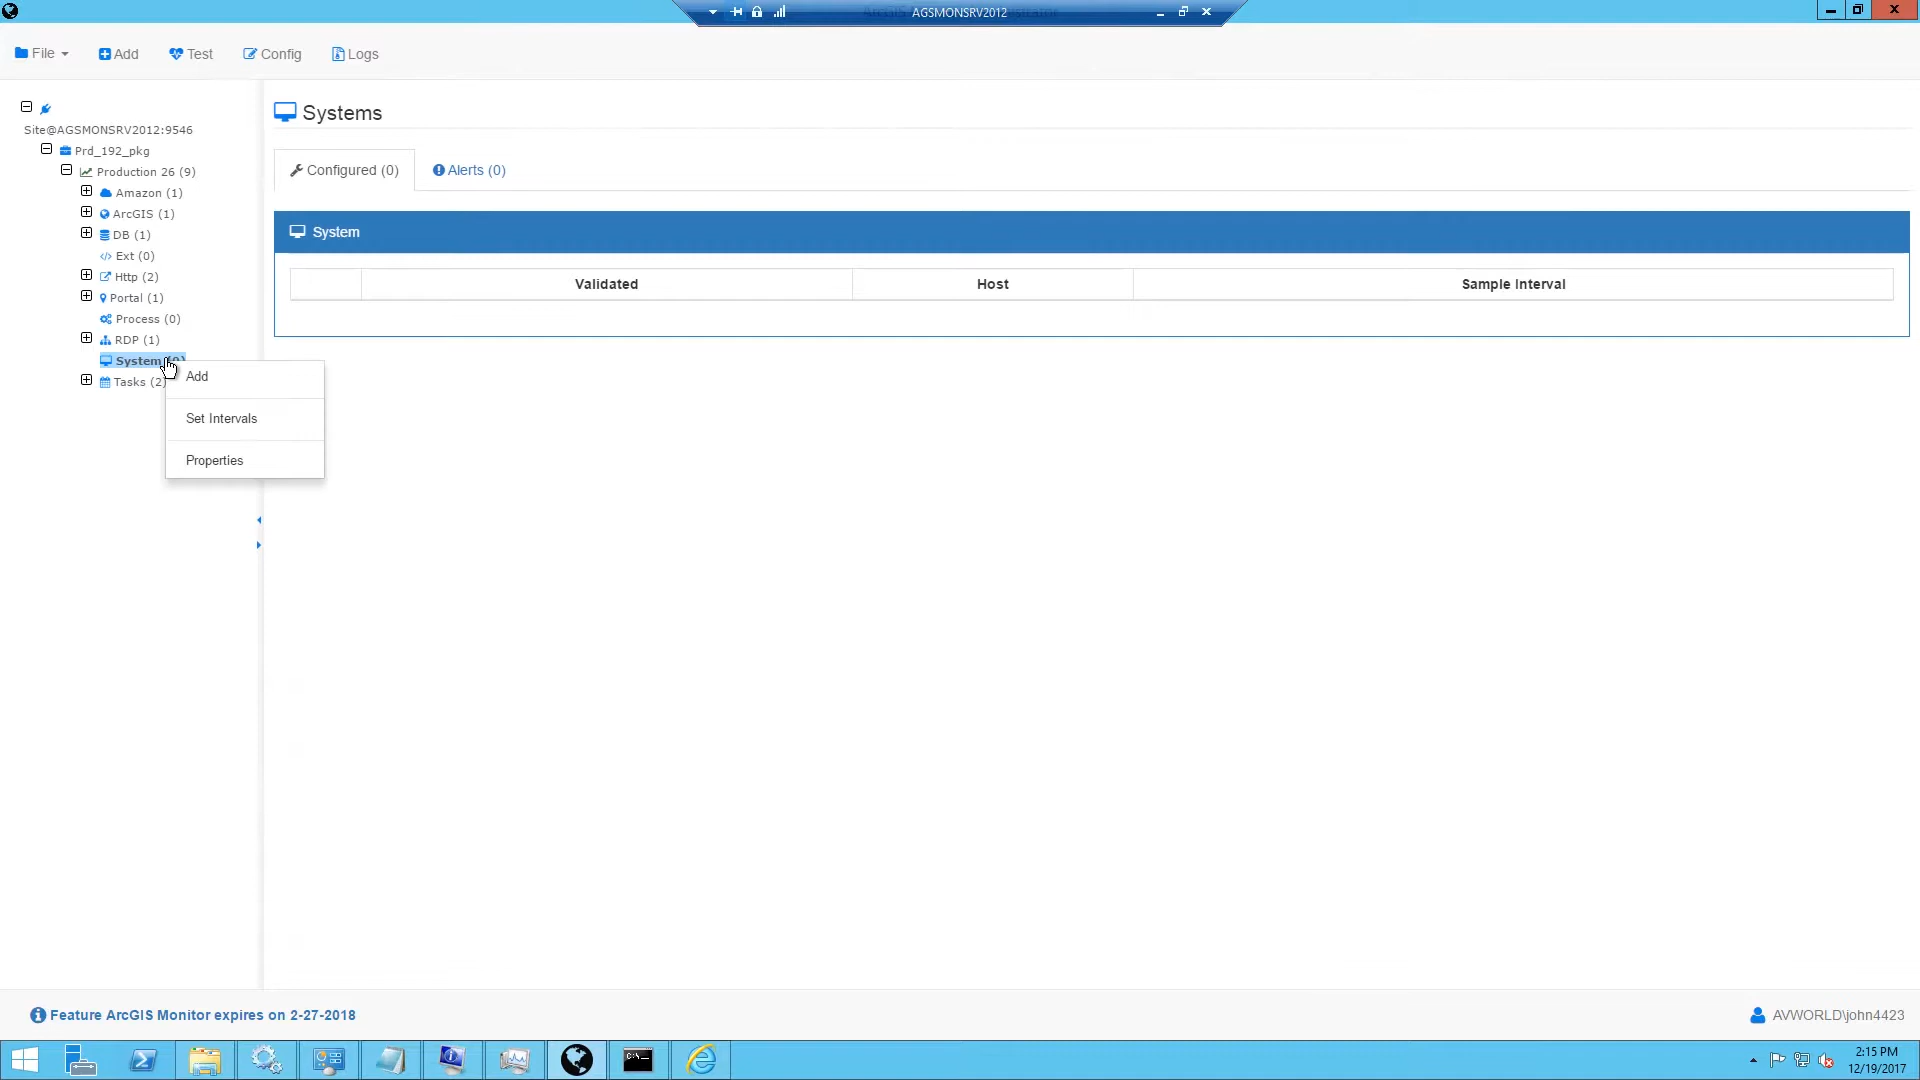 AGSMONSRV2012
File
Add
Test
Config
Logs
Site@AGSMONSRV2012:9546
Prd_192_pkg
Production 26 (9)
Amazon (1)
ArcGIS (1)
DB (1)
Ext (0)
Http (2)
Portal (1)
Process (0)
RDP (1)
System
Tasks (2)
Add
Set Intervals
Properties
Systems
Configured (0)
Alerts (0)
System
Validated
Host
Sample Interval
Feature ArcGIS Monitor expires on 2-27-2018
AVWORLD\john4423
2:15 PM
12/19/2017